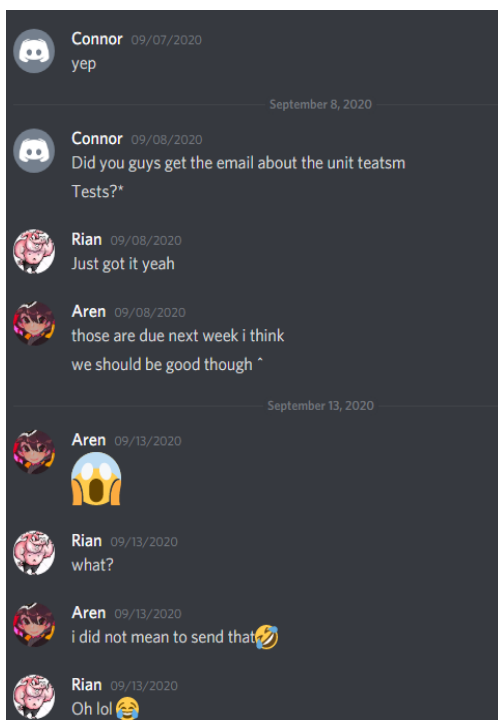 Connor 09/07/2020
yep
September 8, 2020
Connor 09/08/2020
Did you guys get the email about the unit teatsm
Tests?*
Rian 09/08/2020
Just got it yeah
Aren 09/08/2020
those are due next week i think
we should be good though ^
September 13, 2020
Aren 09/13/2020
😱
Rian 09/13/2020
what?
Aren 09/13/2020
i did not mean to send that🤣
Rian 09/13/2020
Oh lol 😂